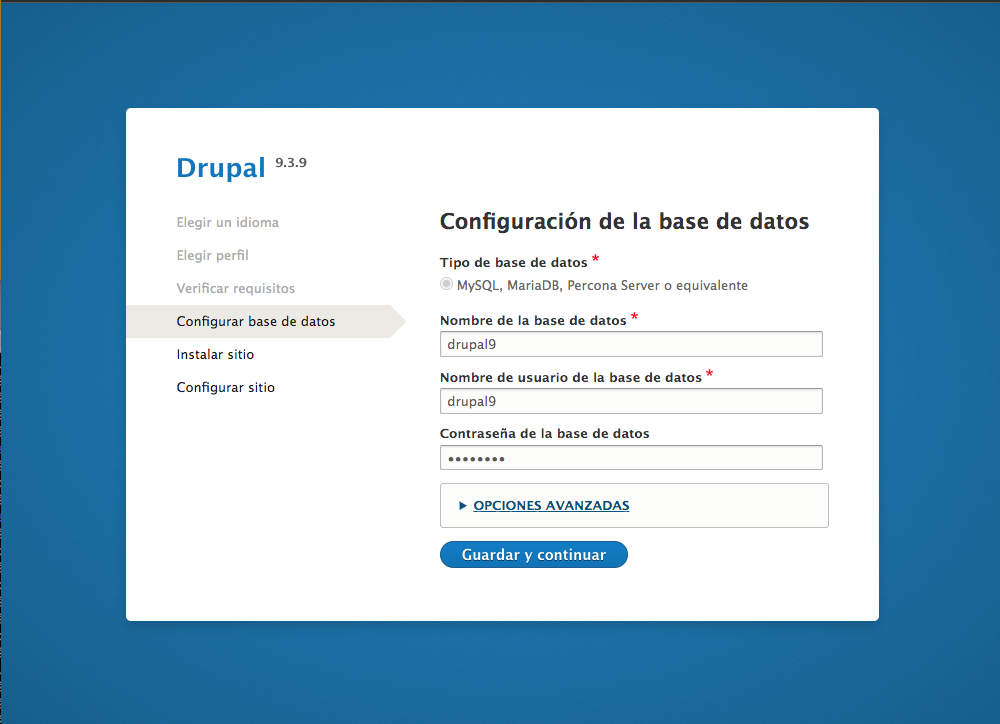 Drupal 9.3.9
Elegir un idioma
Elegir perfil
Verificar requisitos
Configurar base de datos
Instalar sitio
Configurar sitio
Configuración de la base de datos
Tipo de base de datos *
MySQL, MariaDB, Percona Server o equivalente
Nombre de la base de datos *
drupal9
Nombre de usuario de la base de datos *
drupal9
Contraseña de la base de datos
••••••••
OPCIONES AVANZADAS
Guardar y continuar